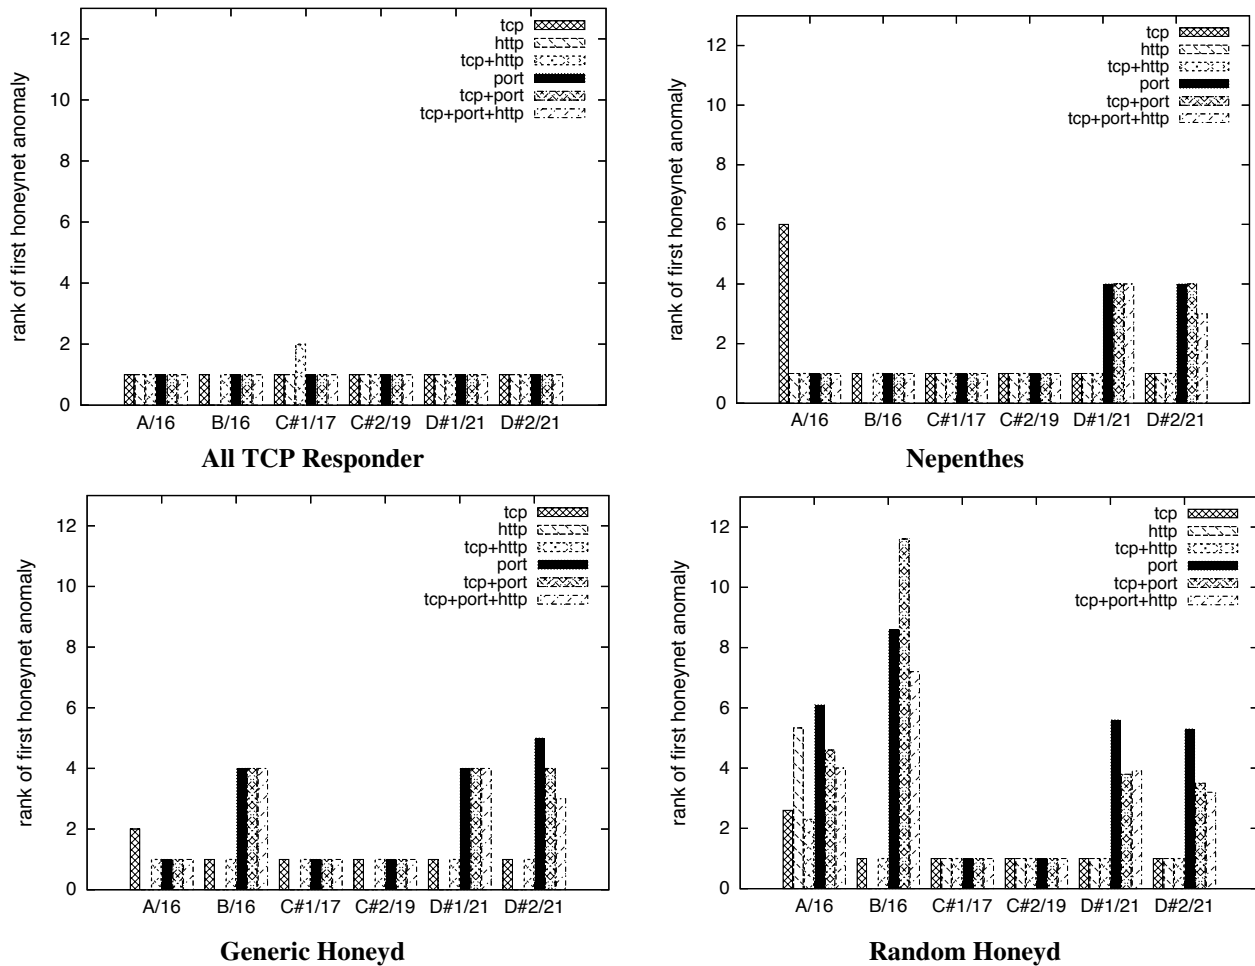 rank of first honeynet anomaly
12
10
8
6
4
2
0
tcp
http
tcp+http
port
tcp+port
tcp+port+http
A/16 B/16 C#1/17 C#2/19 D#1/21 D#2/21
All TCP Responder
rank of first honeynet anomaly
12
10
8
6
4
2
0
tcp
http
tcp+http
port
tcp+port
tcp+port+http
A/16 B/16 C#1/17 C#2/19 D#1/21 D#2/21
Nepenthes
rank of first honeynet anomaly
12
10
8
6
4
2
0
tcp
http
tcp+http
port
tcp+port
tcp+port+http
A/16 B/16 C#1/17 C#2/19 D#1/21 D#2/21
Generic Honeyd
rank of first honeynet anomaly
12
10
8
6
4
2
0
tcp
http
tcp+http
port
tcp+port
tcp+port+http
A/16 B/16 C#1/17 C#2/19 D#1/21 D#2/21
Random Honeyd